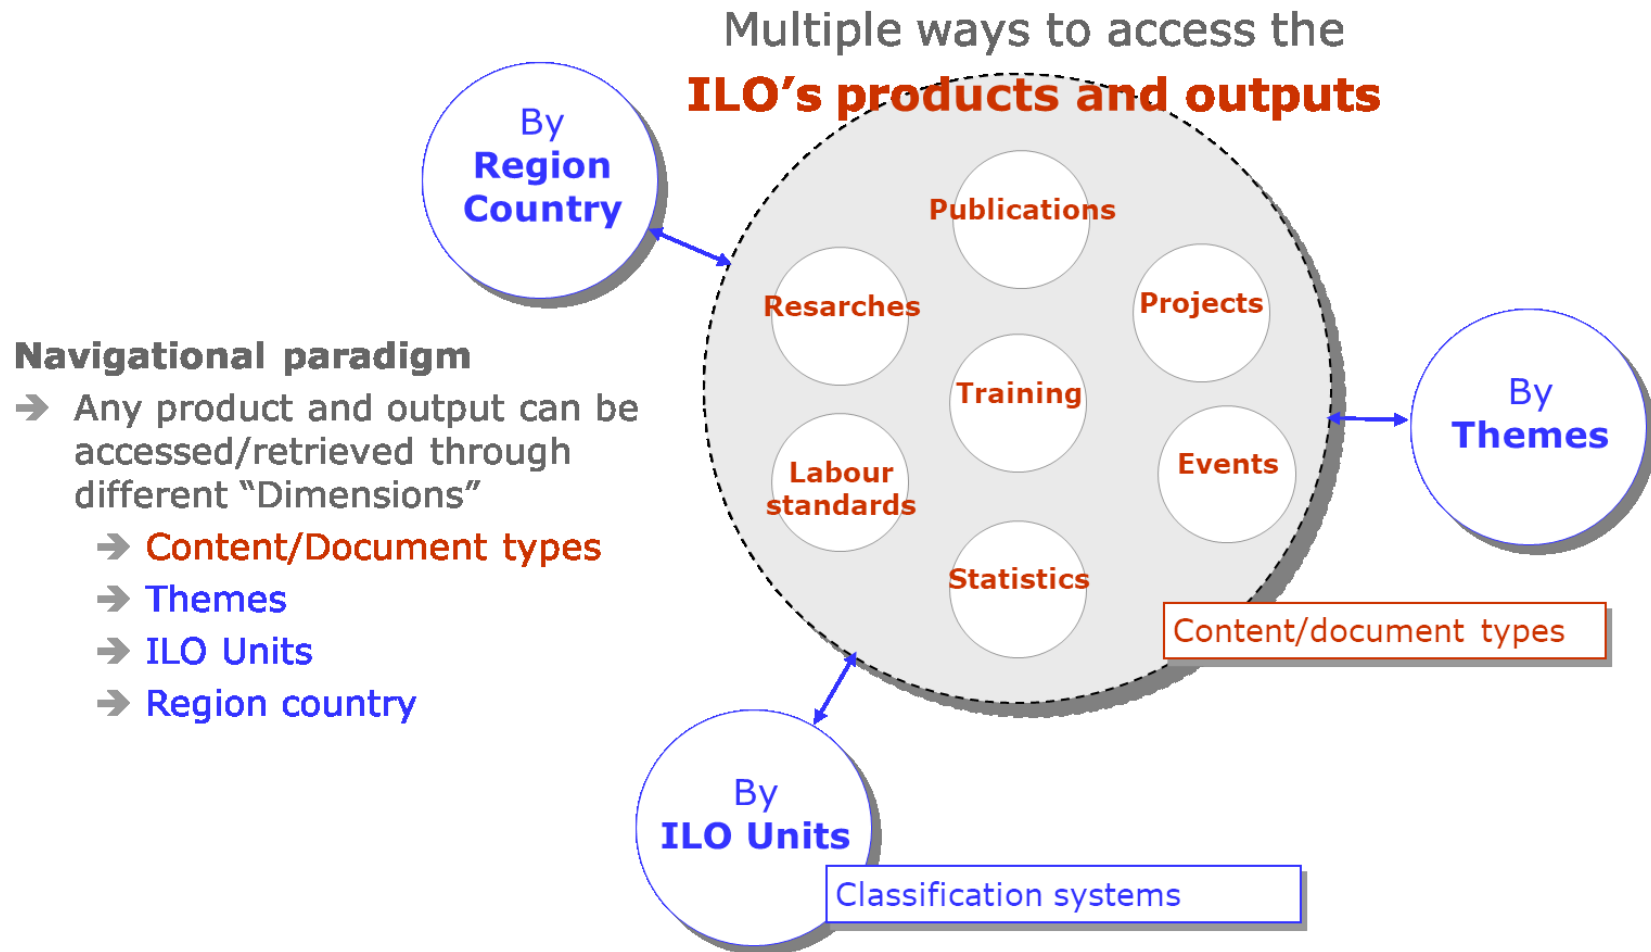 Multiple ways to access the
ILO’s products and outputs
By
Region
Country
Publications
Resarches
Projects
Navigational paradigm
Any product and output can be
accessed/retrieved through
different “Dimensions”
Content/Document types
Themes
ILO Units
Region country
Training
By
Themes
Labour
standards
Events
Statistics
Content/document types
By
ILO Units
Classification systems